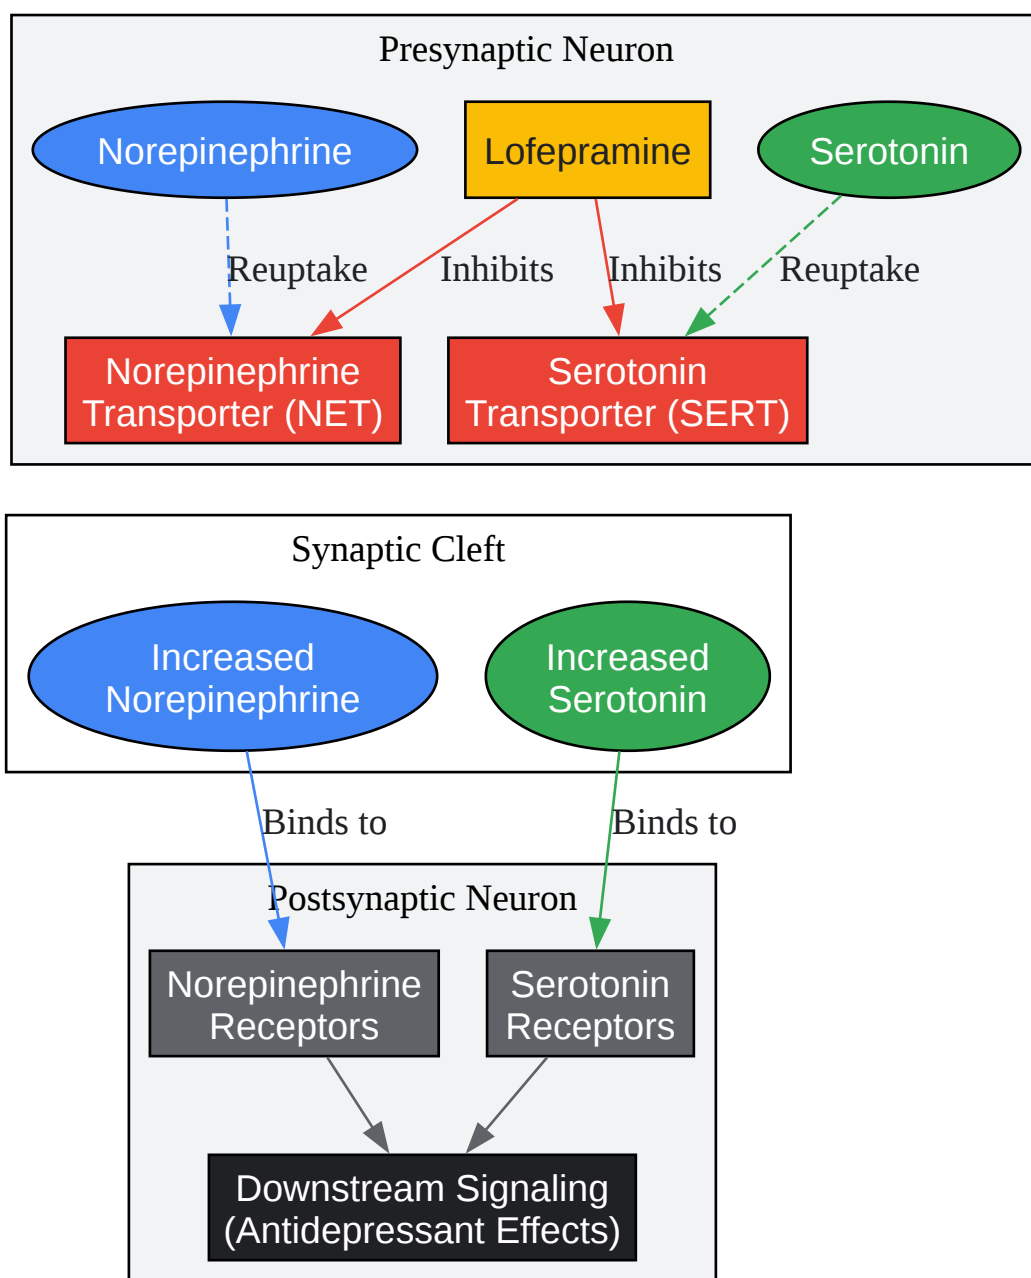 Presynaptic Neuron
Norepinephrine
Lofepramine
Serotonin
Reuptake
Inhibits
Inhibits
Reuptake
Norepinephrine
Transporter (NET)
Serotonin
Transporter (SERT)
Synaptic Cleft
Increased
Norepinephrine
Increased
Serotonin
Binds to
Binds to
Postsynaptic Neuron
Norepinephrine
Receptors
Serotonin
Receptors
Downstream Signaling
(Antidepressant Effects)